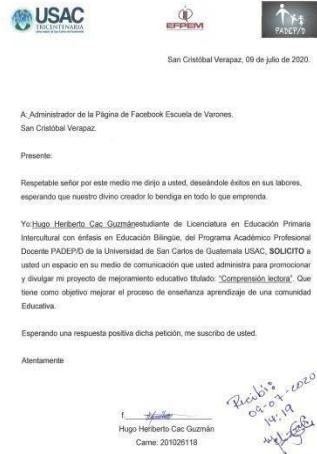 USAC
TRICENTENARIA
Universidad de San Carlos de Guatemala
EFPEM
PADEP/D
San Cristóbal Verapaz, 09 de julio de 2020.
A: Administrador de la Página de Facebook Escuela de Varones.
San Cristóbal Verapaz.
Presente:
Respetable señor por este medio me dirijo a usted, deseándole éxitos en sus labores,
esperando que nuestro divino creador lo bendiga en todo lo que emprenda.
Yo:Hugo Heriberto Cac Guzmánestudiante de Licenciatura en Educación Primaria
Intercultural con énfasis en Educación Bilingüe, del Programa Académico Profesional
Docente PADEP/D de la Universidad de San Carlos de Guatemala USAC, SOLICITO a
usted un espacio en su medio de comunicación que usted administra para promocionar
y divulgar mi proyecto de mejoramiento educativo titulado: “Comprensión lectora”. Que
tiene como objetivo mejorar el proceso de enseñanza aprendizaje de una comunidad
Educativa.
Esperando una respuesta positiva dicha petición, me suscribo de usted.
Atentamente
f.
Hugo Heriberto Cac Guzmán
Carne: 201026118
Recibí:
09-07-2020
14:19